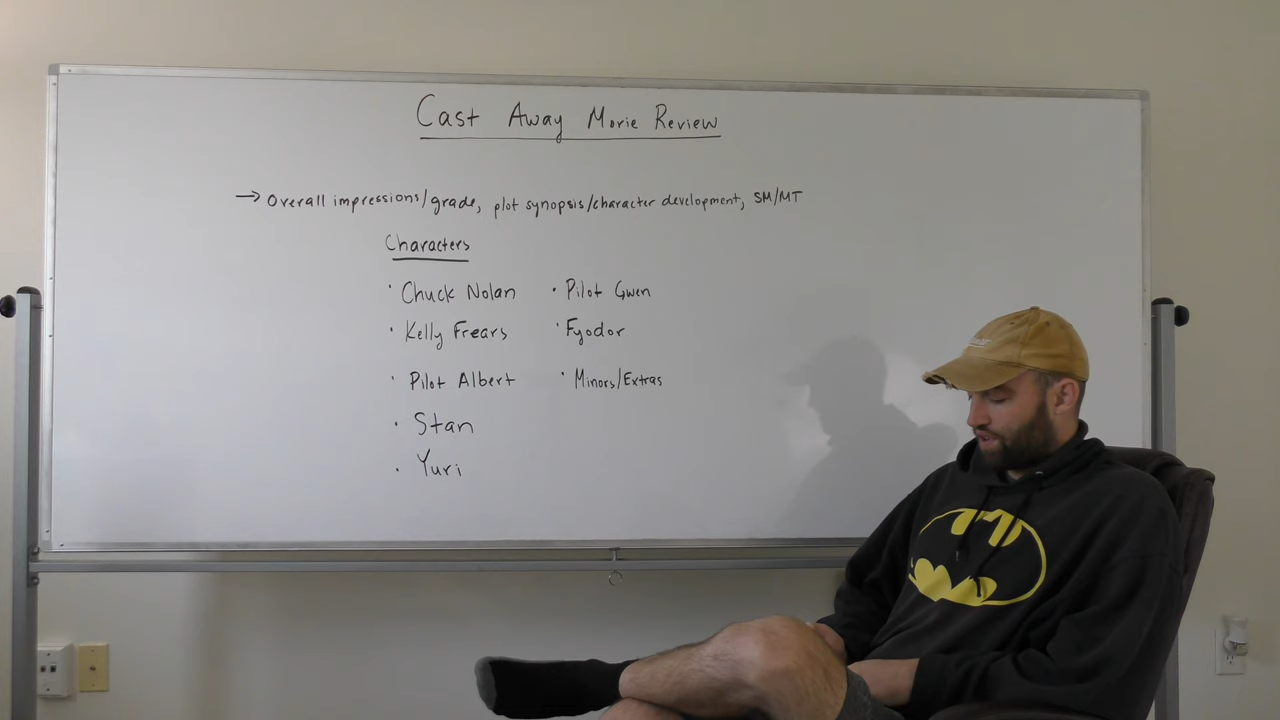 Cast Away Movie Review
→ Overall impressions/grade, plot synopsis/character development, SM/MT
Characters
· Chuck Nolan
· Kelly Frears
· Pilot Albert
· Stan
· Yuri
· Pilot Gwen
· Fyodor
· Minors/Extras